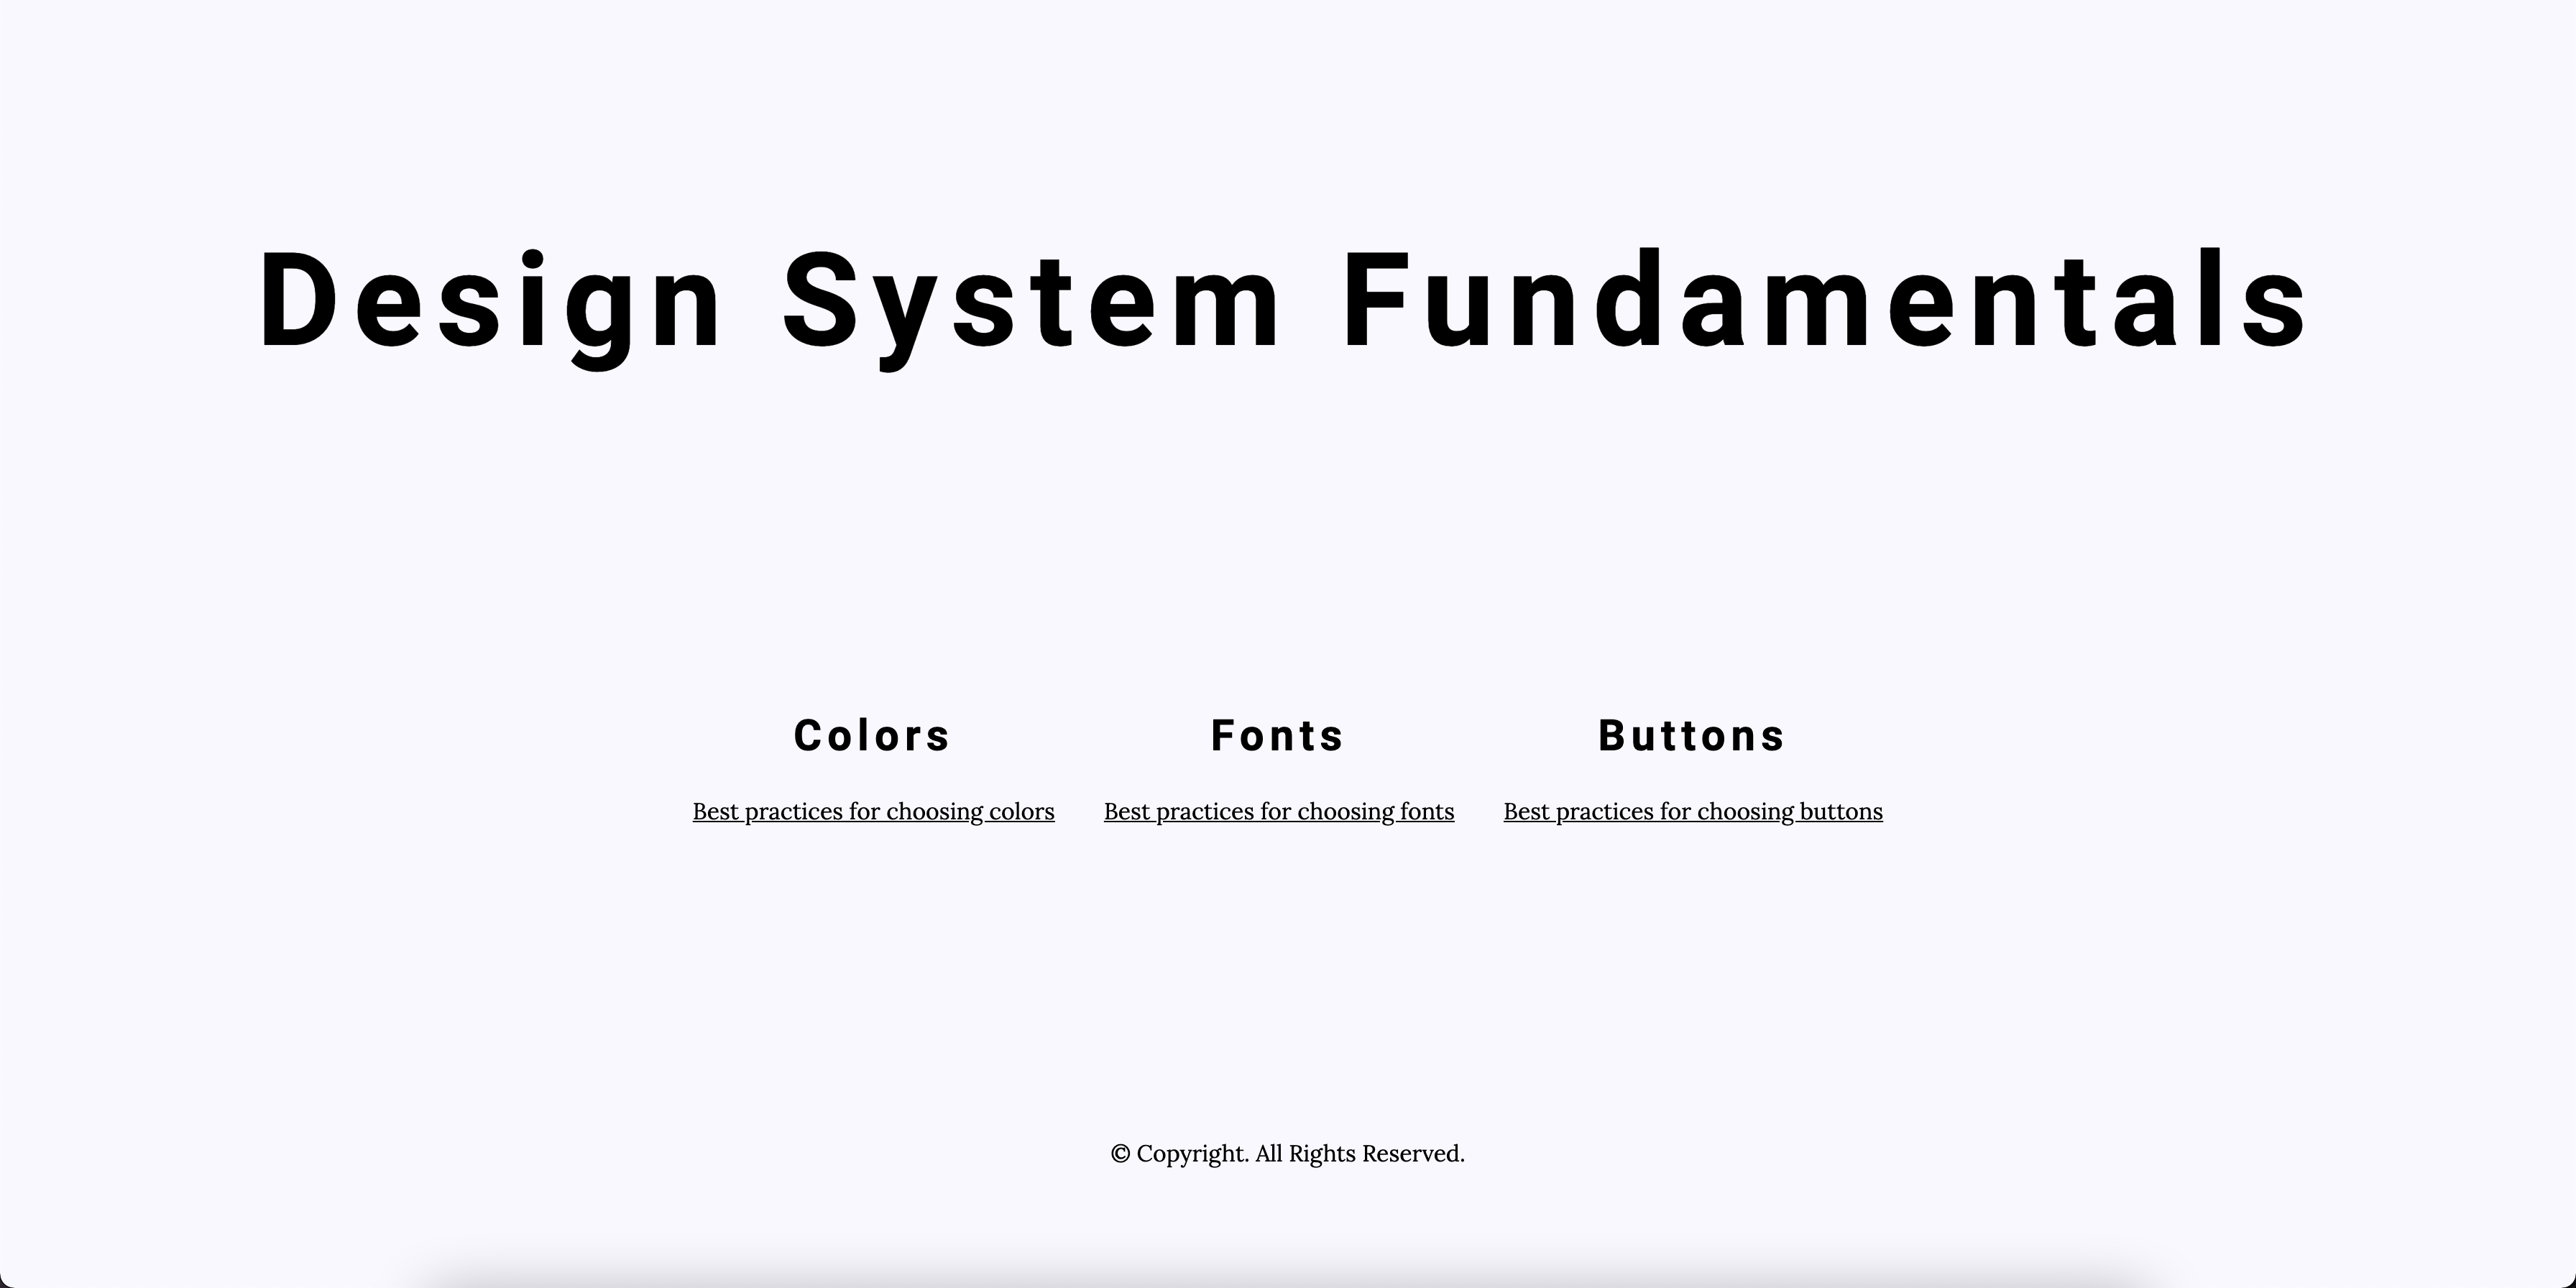 Design System Fundamentals
Colors
Fonts
Buttons
Best practices for choosing colors
Best practices for choosing fonts
Best practices for choosing buttons
© Copyright. All Rights Reserved.